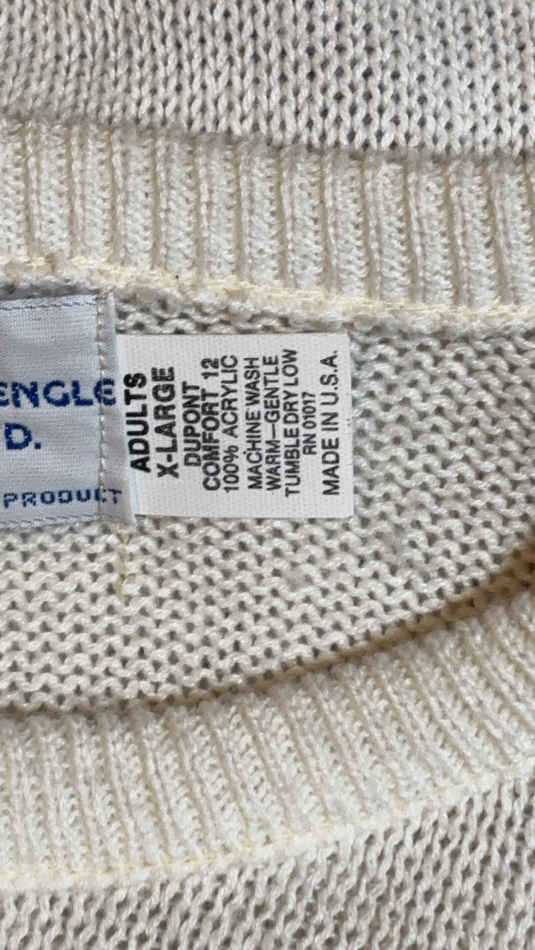 ENGLE
D.
PRODUCT
ADULTS
X-LARGE
DUPONT
COMFORT 12
100% ACRYLIC
MACHINE WASH
WARM—GENTLE
TUMBLE DRY LOW
RN 01017
MADE IN U.S.A.